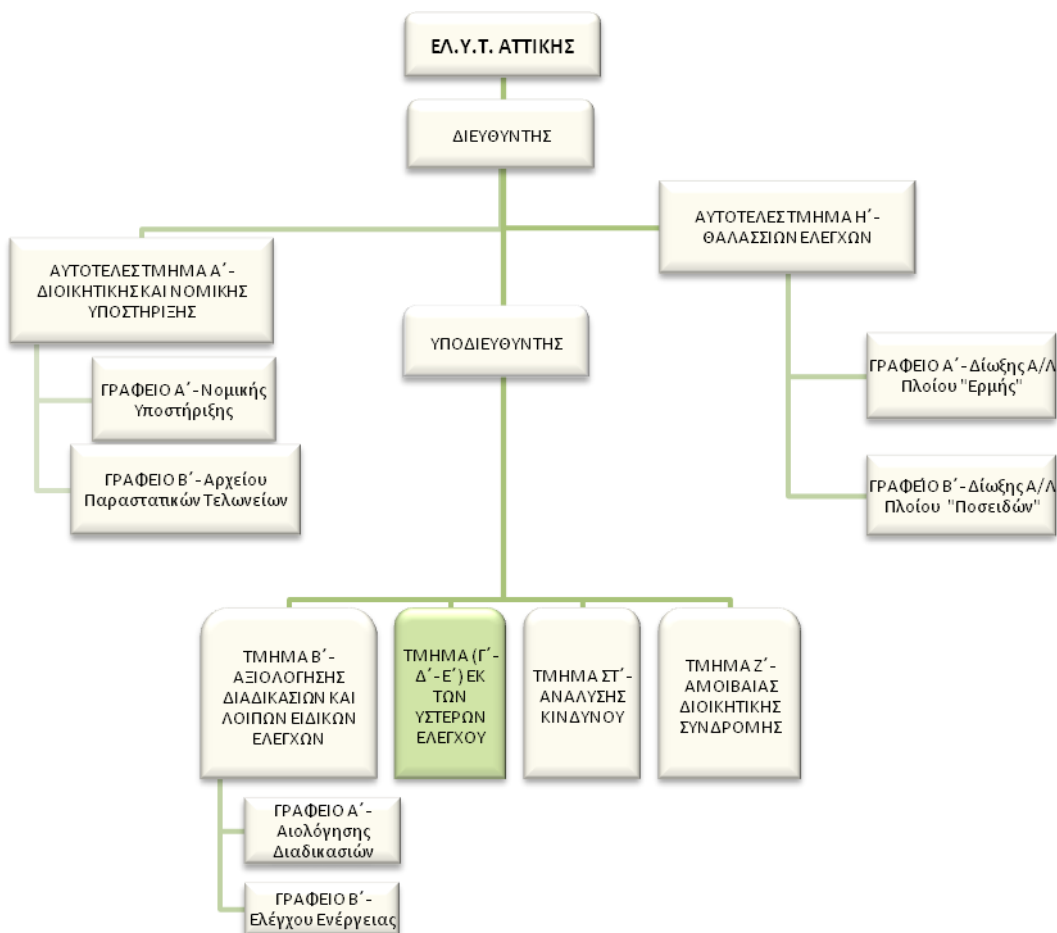 ΕΛ.Υ.Τ. ΑΤΤΙΚΗΣ
ΔΙΕΥΘΥΝΤΗΣ
ΑΥΤΟΤΕΛΕΣ ΤΜΗΜΑ Η΄-
ΘΑΛΑΣΣΙΩΝ ΕΛΕΓΧΩΝ
ΑΥΤΟΤΕΛΕΣ ΤΜΗΜΑ Α΄-
ΔΙΟΙΚΗΤΙΚΗΣ ΚΑΙ ΝΟΜΙΚΗΣ
ΥΠΟΣΤΗΡΙΞΗΣ
ΥΠΟΔΙΕΥΘΥΝΤΗΣ
ΓΡΑΦΕΙΟ Α΄- Νομικής
Υποστήριξης
ΓΡΑΦΕΙΟ Β΄- Αρχείου
Παραστατικών Τελωνείων
ΓΡΑΦΕΙΟ Α΄- Δίωξης Α/Λ
Πλοίου "Ερμής"
ΓΡΑΦΕΊΟ Β΄- Δίωξης Α/Λ
Πλοίου "Ποσειδών"
ΤΜΗΜΑ Β΄-
ΑΞΙΟΛΟΓΗΣΗΣ
ΔΙΑΔΙΚΑΣΙΩΝ ΚΑΙ
ΛΟΙΠΩΝ ΕΙΔΙΚΩΝ
ΕΛΕΓΧΩΝ
ΤΜΗΜΑ (Γ΄-
Δ΄- Ε΄) ΕΚ
ΤΩΝ
ΥΣΤΕΡΩΝ
ΕΛΕΓΧΟΥ
ΤΜΗΜΑ ΣΤ΄-
ΑΝΑΛΥΣΗΣ
ΚΙΝΔΥΝΟΥ
ΤΜΗΜΑ Ζ΄-
ΑΜΟΙΒΑΙΑΣ
ΔΙΟΙΚΗΤΙΚΗΣ
ΣΥΝΔΡΟΜΗΣ
ΓΡΑΦΕΙΟ Α΄-
Αιολόγησης
Διαδικασιών
ΓΡΑΦΕΙΟ Β΄-
Ελέγχου Ενέργειας